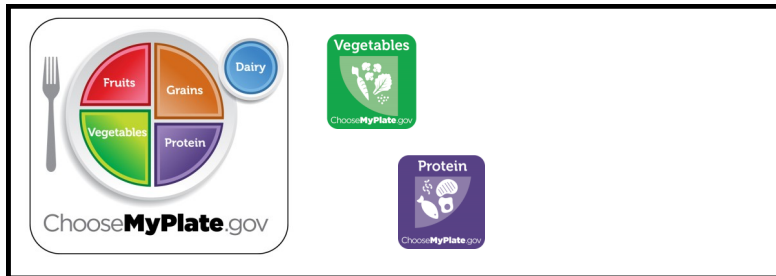 Dairy
Fruits
Grains
Vegetables
Protein
ChooseMyPlate.gov
Vegetables
ChooseMyPlate.gov
Protein
ChooseMyPlate.gov